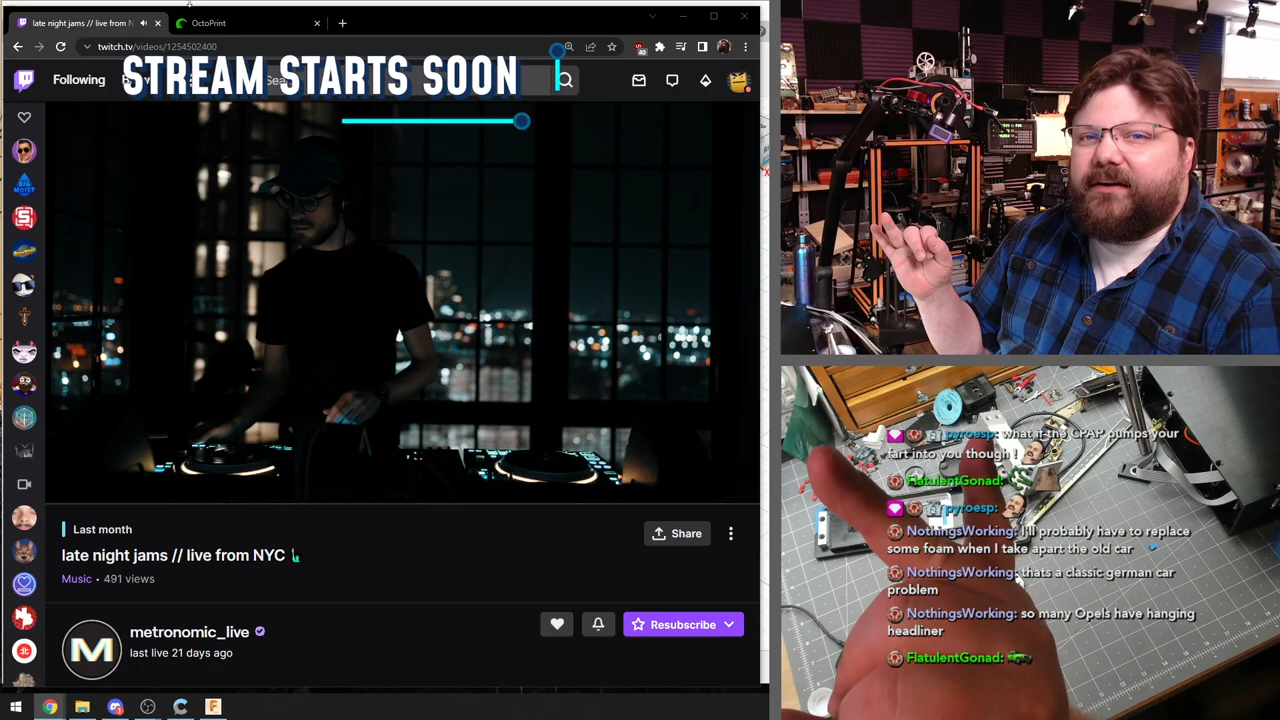 late night jams // live from N
OctoPrint
twitch.tv/videos/1254502400
40
STREAM STARTS SOON
Following
Last month
late night jams // live from NYC
Share
Music • 491 views
M
metronomic_live
last live 21 days ago
Resubscribe
pyroesp: what if the CPAP pumps your
fart into you though !
FlatulentGonad:
pyroesp:
NothingsWorking: I'll probably have to replace
some foam when I take apart the old car
NothingsWorking: thats a classic german car
problem
NothingsWorking: so many Opels have hanging
headliner
FlatulentGonad: